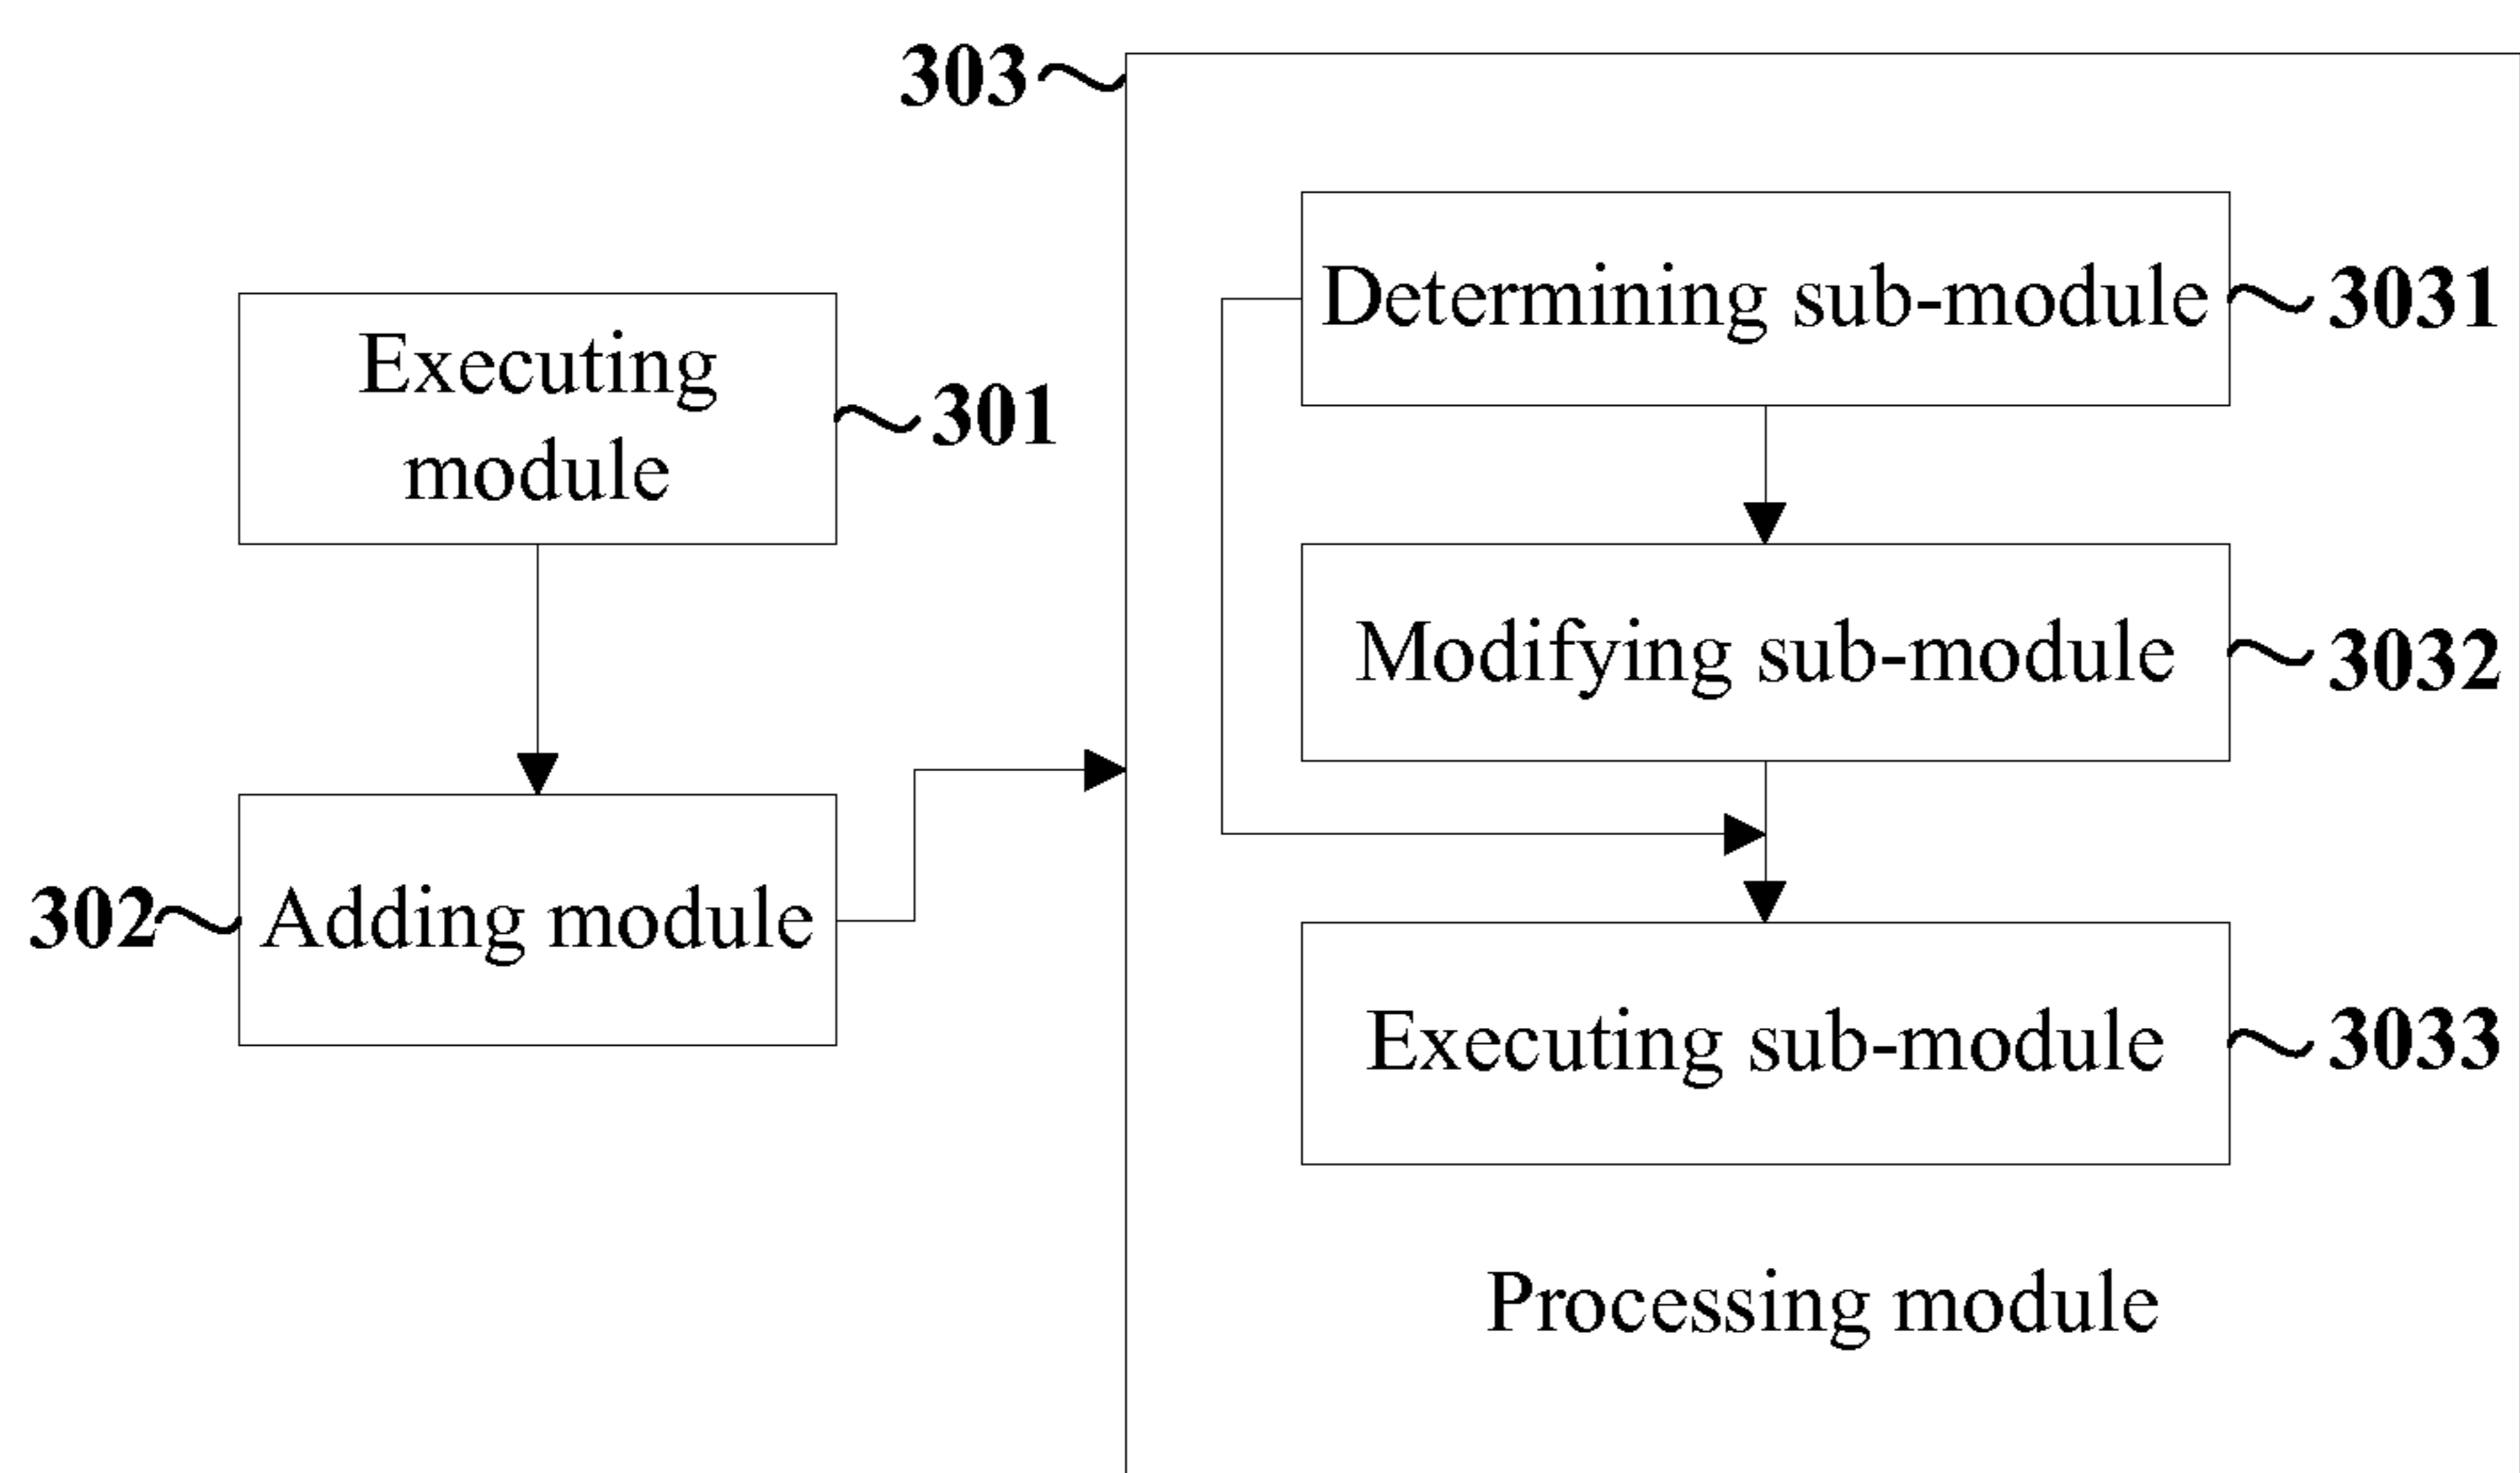 303
Executing
module
301
302
Adding module
Determining sub-module
3031
Modifying sub-module
3032
Executing sub-module
3033
Processing module